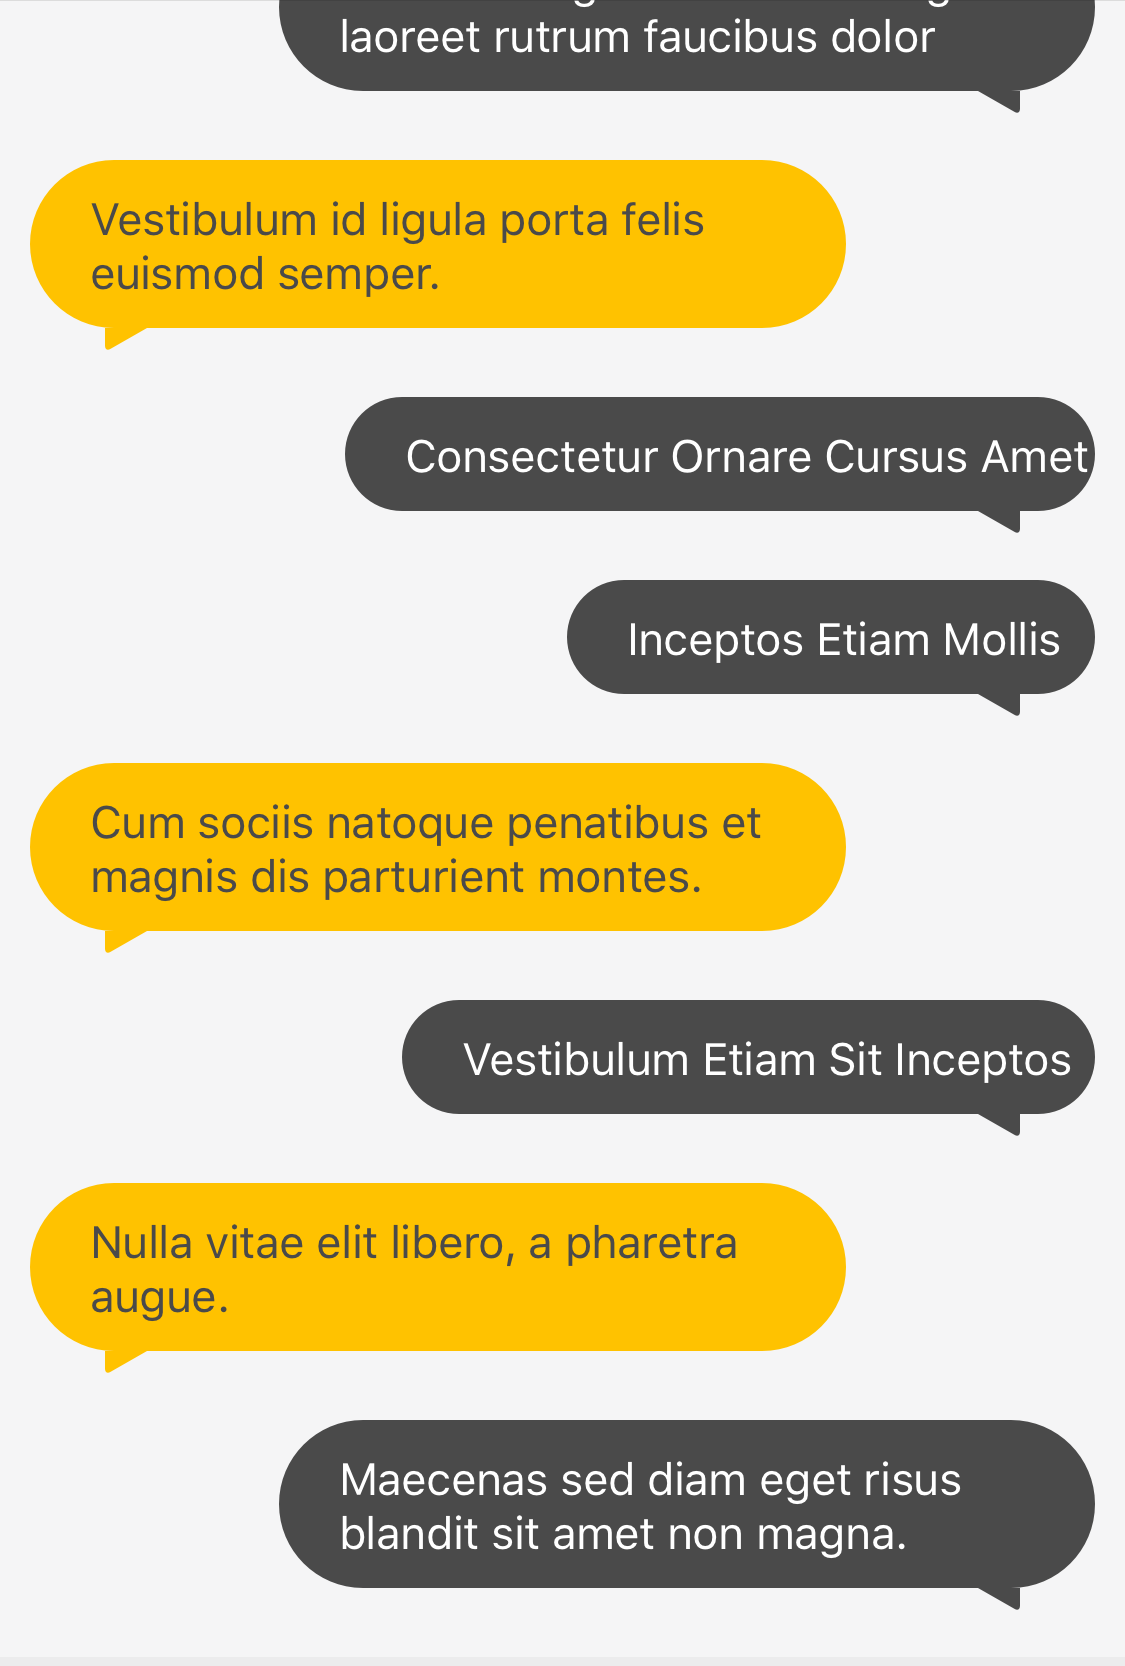 laoreet rutrum faucibus dolor
Vestibulum id ligula porta felis
euismod semper.
Consectetur Ornare Cursus Amet
Inceptos Etiam Mollis
Cum sociis natoque penatibus et
magnis dis parturient montes.
Vestibulum Etiam Sit Inceptos
Nulla vitae elit libero, a pharetra
augue.
Maecenas sed diam eget risus
blandit sit amet non magna.